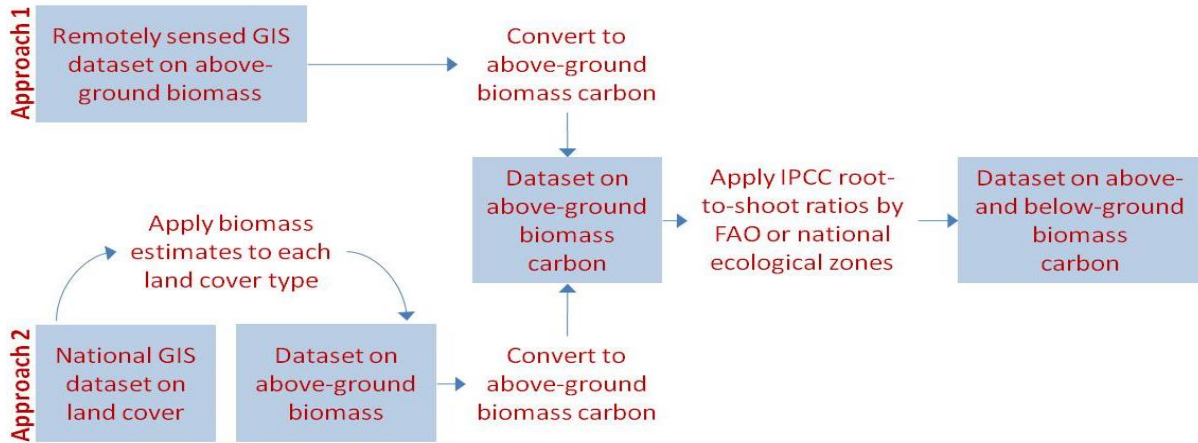 Approach 1
Remotely sensed GIS
dataset on above-
ground biomass
Convert to
above-ground
biomass carbon
Dataset on
above-ground
biomass
carbon
Apply IPCC root-
to-shoot ratios by
FAO or national
ecological zones
Dataset on above-
and below-ground
biomass
carbon
Apply biomass
estimates to each
land cover type
Approach 2
National GIS
dataset on
land cover
Dataset on
above-ground
biomass
Convert to
above-ground
biomass carbon